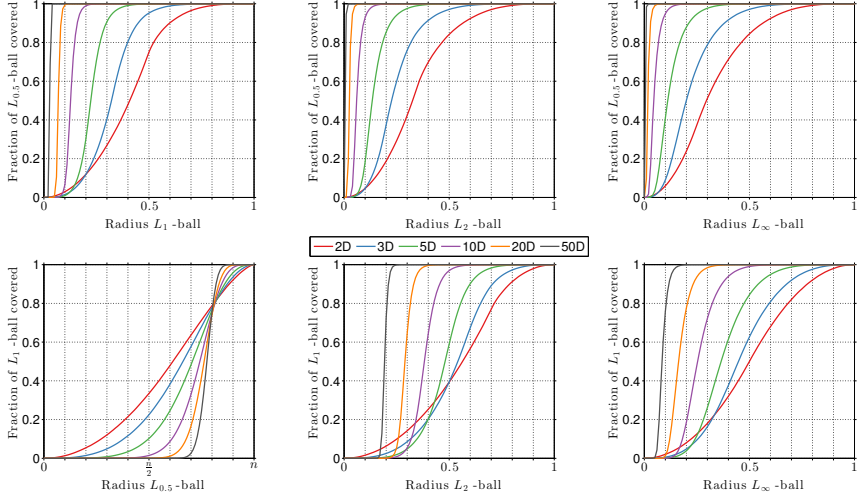 Fraction of L0.5-ball covered
1
0.8
0.6
0.4
0.2
0
0 0.5 1
Radius L1 -ball
Fraction of L0.5-ball covered
1
0.8
0.6
0.4
0.2
0
0 0.5 1
Radius L2 -ball
Fraction of L0.5-ball covered
1
0.8
0.6
0.4
0.2
0
0 0.5 1
Radius L∞ -ball
2D 3D 5D 10D 20D 50D
Fraction of L1 -ball covered
1
0.8
0.6
0.4
0.2
0
0 n/2 n
Radius L0.5-ball
Fraction of L1 -ball covered
1
0.8
0.6
0.4
0.2
0
0 0.5 1
Radius L2 -ball
Fraction of L1 -ball covered
1
0.8
0.6
0.4
0.2
0
0 0.5 1
Radius L∞ -ball